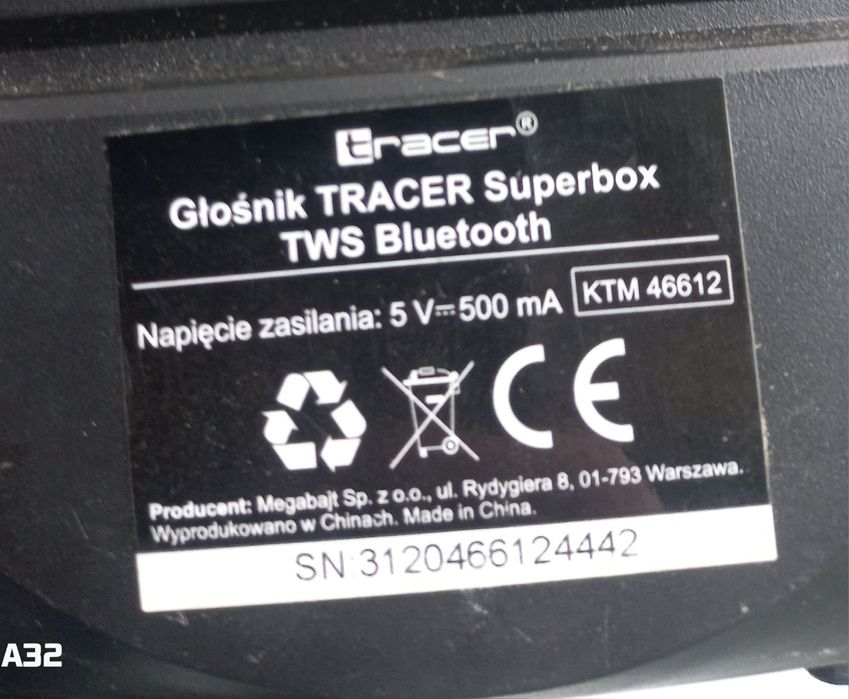 tracer®
Głośnik TRACER Superbox
TWS Bluetooth
Napięcie zasilania: 5 V⎓500 mA
KTM 46612
CE
Producent: Megabajt Sp. z o.o., ul. Rydygiera 8, 01-793 Warszawa.
Wyprodukowano w Chinach. Made in China.
SN:3120466124442
A32